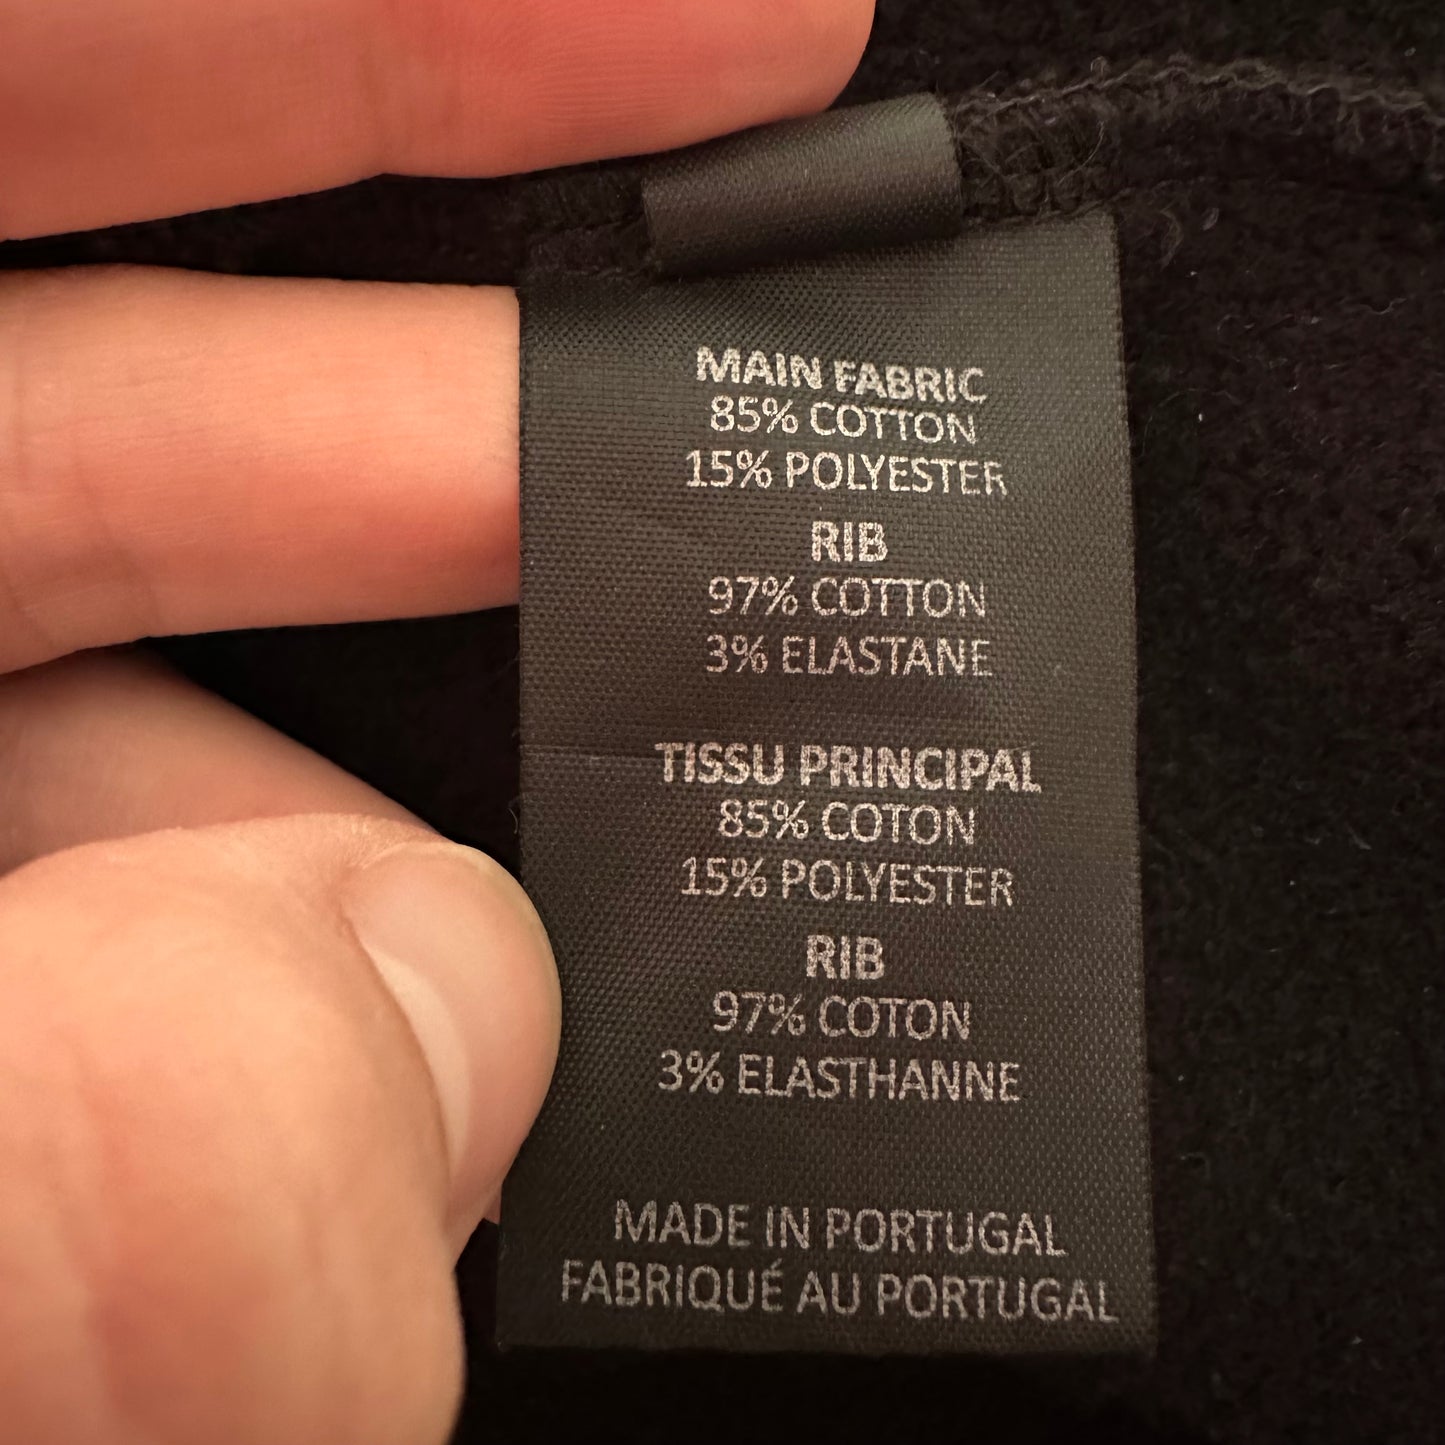 MAIN FABRIC
85% COTTON
15% POLYESTER
RIB
97% COTTON
3% ELASTANE
TISSU PRINCIPAL
85% COTON
15% POLYESTER
RIB
97% COTON
3% ELASTHANNE
MADE IN PORTUGAL
FABRIQUÉ AU PORTUGAL